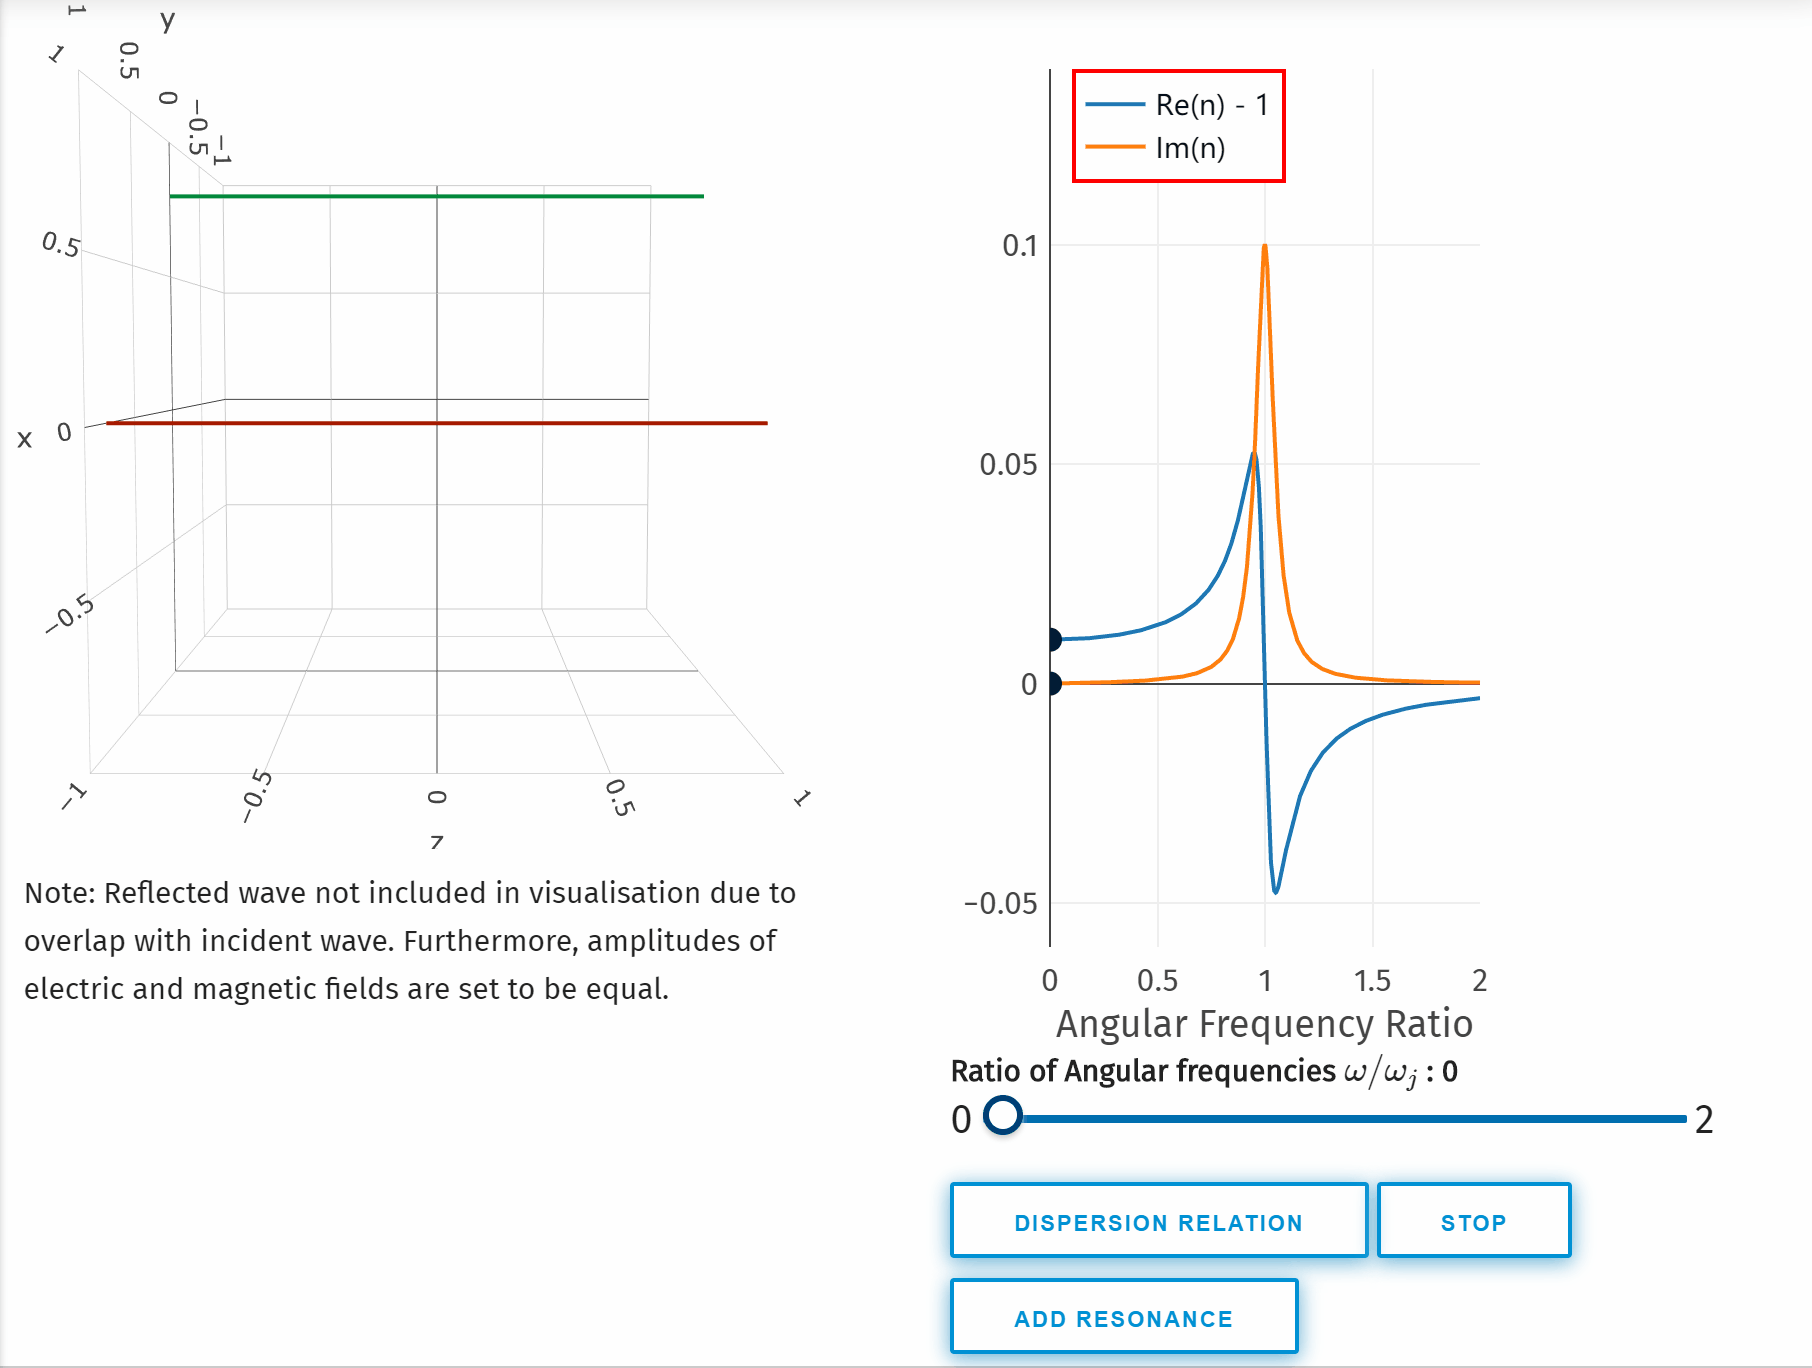 1
y
1
0.5
0
−0.5
−1
0.5
x
0
−0.5
−1
−0.5
0
0.5
1
z
Note: Reflected wave not included in visualisation due to
overlap with incident wave. Furthermore, amplitudes of
electric and magnetic fields are set to be equal.
Re(n) - 1
Im(n)
0.1
0.05
0
−0.05
0
0.5
1
1.5
2
Angular Frequency Ratio
Ratio of Angular frequencies ω/ωⱼ : 0
0
2
DISPERSION RELATION
STOP
ADD RESONANCE